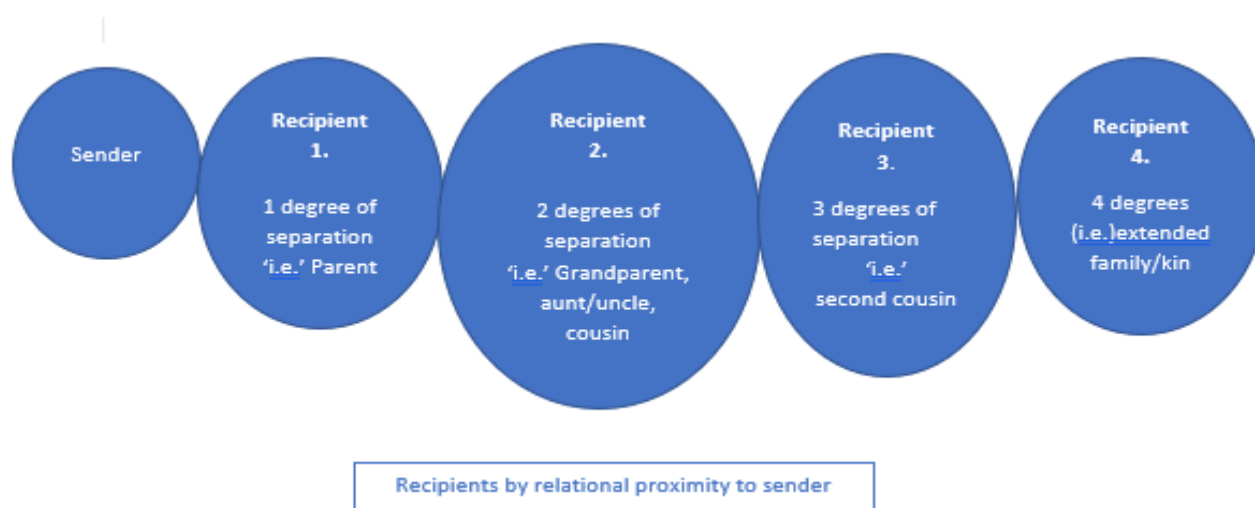 Sender
Recipient
1.
1 degree of
separation
‘i.e.’ Parent
Recipient
2.
2 degrees of
separation
‘i.e.’ Grandparent,
aunt/uncle,
cousin
Recipient
3.
3 degrees of
separation
‘i.e.’
second cousin
Recipient
4.
4 degrees
(i.e.)extended
family/kin
Recipients by relational proximity to sender